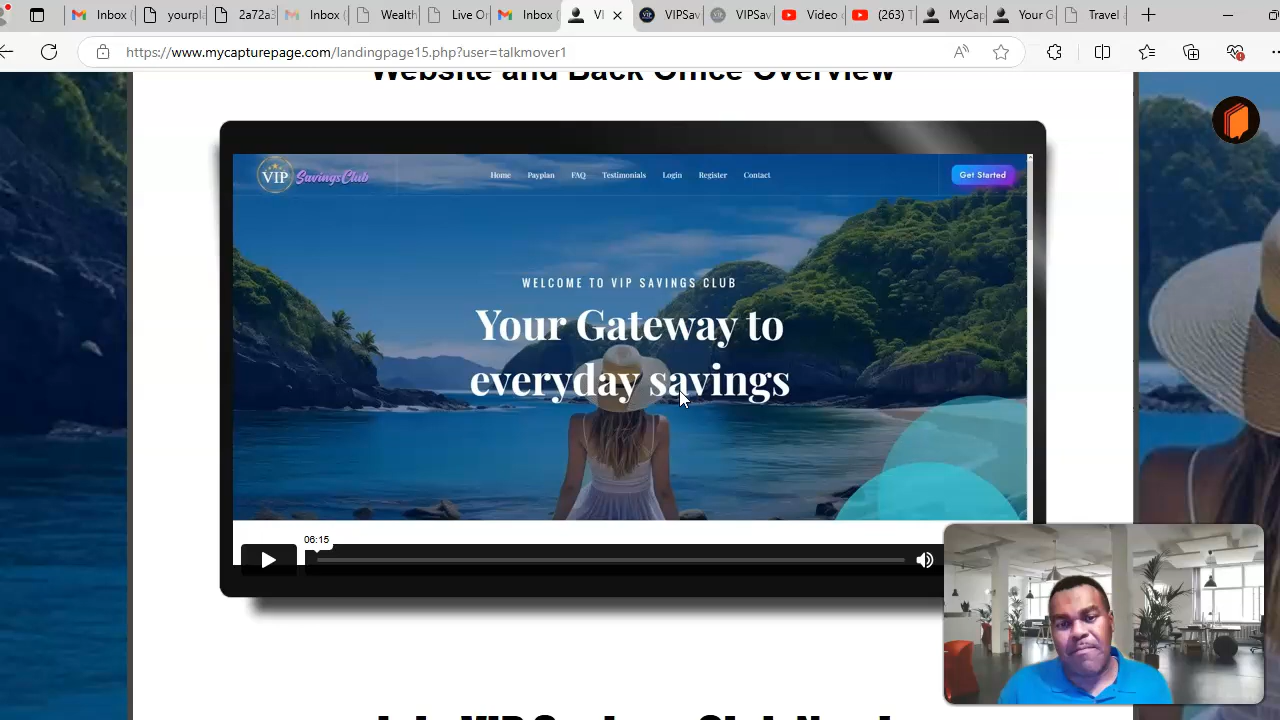 Inbox (
yourpla
2a72a3
Inbox (
Wealth
Live O
Inbox (
VI
VIPSav
VIPSav
Video
(263) T
MyCap
Your G
Travel
https://www.mycapturepage.com/landingpage15.php?user=talkmover1
Website and Back Office Overview
VIP SavingsClub
Home Payplan FAQ Testimonials Login Register Contact
Get Started
WELCOME TO VIP SAVINGS CLUB
Your Gateway to
everyday savings
06:15